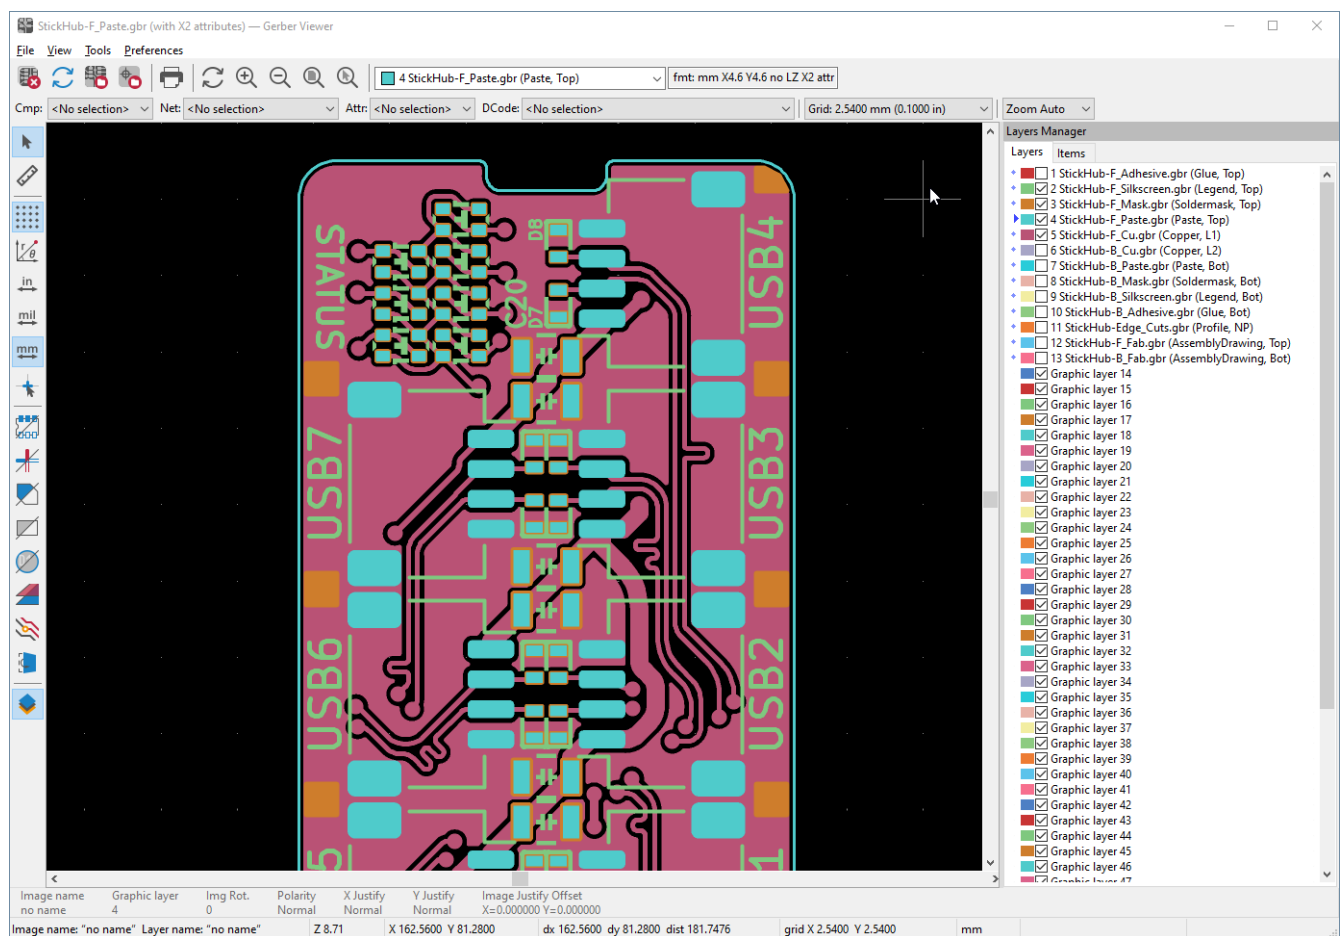 StickHub-F_Paste.gbr (with X2 attributes) — Gerber Viewer
File View Tools Preferences
4 StickHub-F_Paste.gbr (Paste, Top) fmt: mm X4.6 Y4.6 no LZ X2 attr
Cmp: <No selection> Net: <No selection> Attr: <No selection> DCode: <No selection> Grid: 2.5400 mm (0.1000 in) Zoom Auto
Layers Manager
Layers Items
1 StickHub-F_Adhesive.gbr (Glue, Top)
2 StickHub-F_Silkscreen.gbr (Legend, Top)
3 StickHub-F_Mask.gbr (Soldermask, Top)
4 StickHub-F_Paste.gbr (Paste, Top)
5 StickHub-F_Cu.gbr (Copper, L1)
6 StickHub-B_Cu.gbr (Copper, L2)
7 StickHub-B_Paste.gbr (Paste, Bot)
8 StickHub-B_Mask.gbr (Soldermask, Bot)
9 StickHub-B_Silkscreen.gbr (Legend, Bot)
10 StickHub-B_Adhesive.gbr (Glue, Bot)
11 StickHub-Edge_Cuts.gbr (Profile, NP)
12 StickHub-F_Fab.gbr (AssemblyDrawing, Top)
13 StickHub-B_Fab.gbr (AssemblyDrawing, Bot)
Graphic layer 14
Graphic layer 15
Graphic layer 16
Graphic layer 17
Graphic layer 18
Graphic layer 19
Graphic layer 20
Graphic layer 21
Graphic layer 22
Graphic layer 23
Graphic layer 24
Graphic layer 25
Graphic layer 26
Graphic layer 27
Graphic layer 28
Graphic layer 29
Graphic layer 30
Graphic layer 31
Graphic layer 32
Graphic layer 33
Graphic layer 34
Graphic layer 35
Graphic layer 36
Graphic layer 37
Graphic layer 38
Graphic layer 39
Graphic layer 40
Graphic layer 41
Graphic layer 42
Graphic layer 43
Graphic layer 44
Graphic layer 45
Graphic layer 46
Graphic layer 47
in
mil
mm
STATUS
D8
C20
D7
USB4
USB7
USB3
USB6
USB2
5
1
Image name Graphic layer Img Rot. Polarity X Justify Y Justify Image Justify Offset
no name 4 0 Normal Normal Normal X=0.000000 Y=0.000000
Image name: "no name" Layer name: "no name" Z 8.71 X 162.5600 Y 81.2800 dx 162.5600 dy 81.2800 dist 181.7476 grid X 2.5400 Y 2.5400 mm